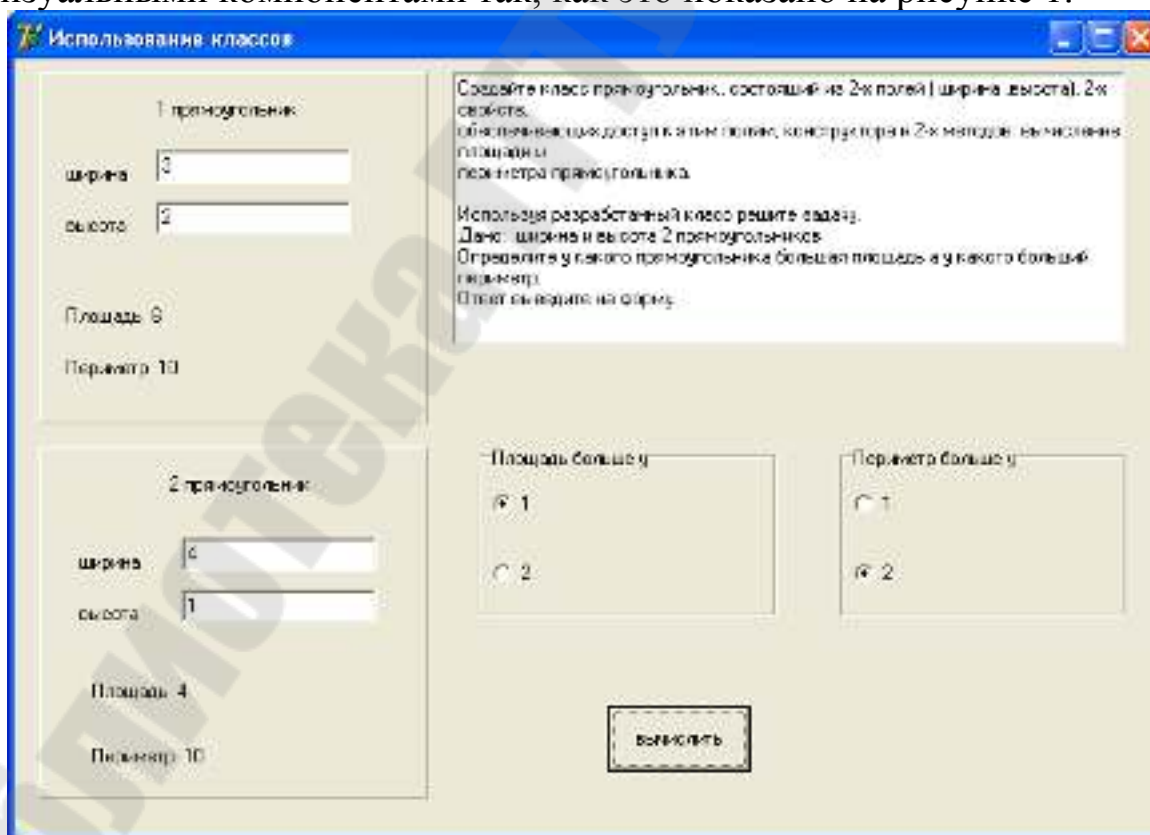 зуальными компонентами так, как это показано на рисунке 1.
Использование классов
1 прямоугольник
ширина 3
высота 2
Площадь 6
Периметр 10
Создайте класс прямоугольник, состоящий из 2-х полей ( ширина ,высота), 2-х
свойств,
обеспечивающих доступ к этим полям, конструктора и 2-х методов: вычисление
площади и
периметра прямоугольника.
Используя разработанный класс решите задачу.
Дано: ширина и высота 2 прямоугольников
Определите у какого прямоугольника большая площадь а у какого больший
периметр.
Ответ выведите на форму
2 прямоугольник
ширина 4
высота 1
Площадь 4
Периметр 10
Площадь больше у
1
2
Периметр больше у
1
2
вычислить